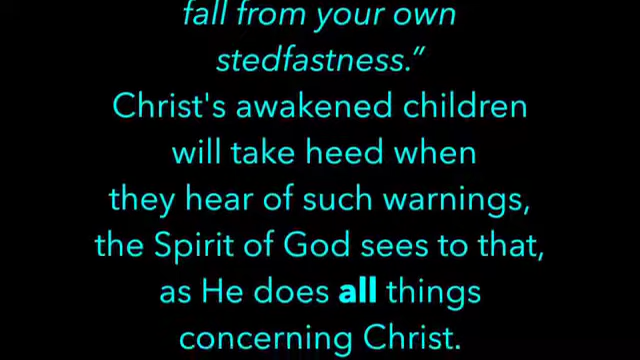 fall from your own
stedfastness.”
Christ's awakened children
will take heed when
they hear of such warnings,
the Spirit of God sees to that,
as He does all things
concerning Christ.